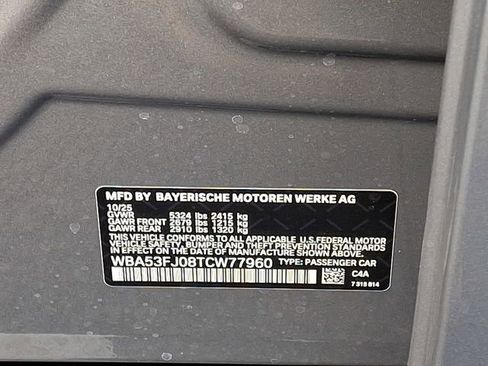 MFD BY BAYERISCHE MOTOREN WERKE AG
10/25
GVWR 5324 lbs 2415 kg
GAWR FRONT 2679 lbs 1215 kg
GAWR REAR 2910 lbs 1320 kg
THIS VEHICLE CONFORMS TO ALL APPLICABLE U.S.FEDERAL MOTOR
VEHICLE SAFETY, BUMPER AND THEFT PREVENTION STANDARDS
IN EFFECT ON THE DATE OF MANUFACTURE SHOWN ABOVE.
WBA53FJ08TCW77960 TYPE: PASSENGER CAR
C4A
7 318 814